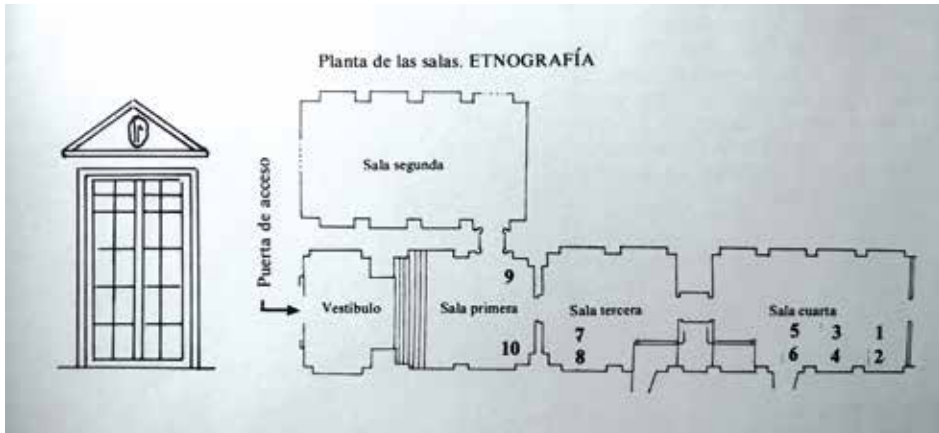 Planta de las salas. ETNOGRAFÍA
Sala segunda
Puerta de acceso
Vestíbulo
Sala primera
9
10
Sala tercera
7
8
Sala cuarta
5 3 1
6 4 2